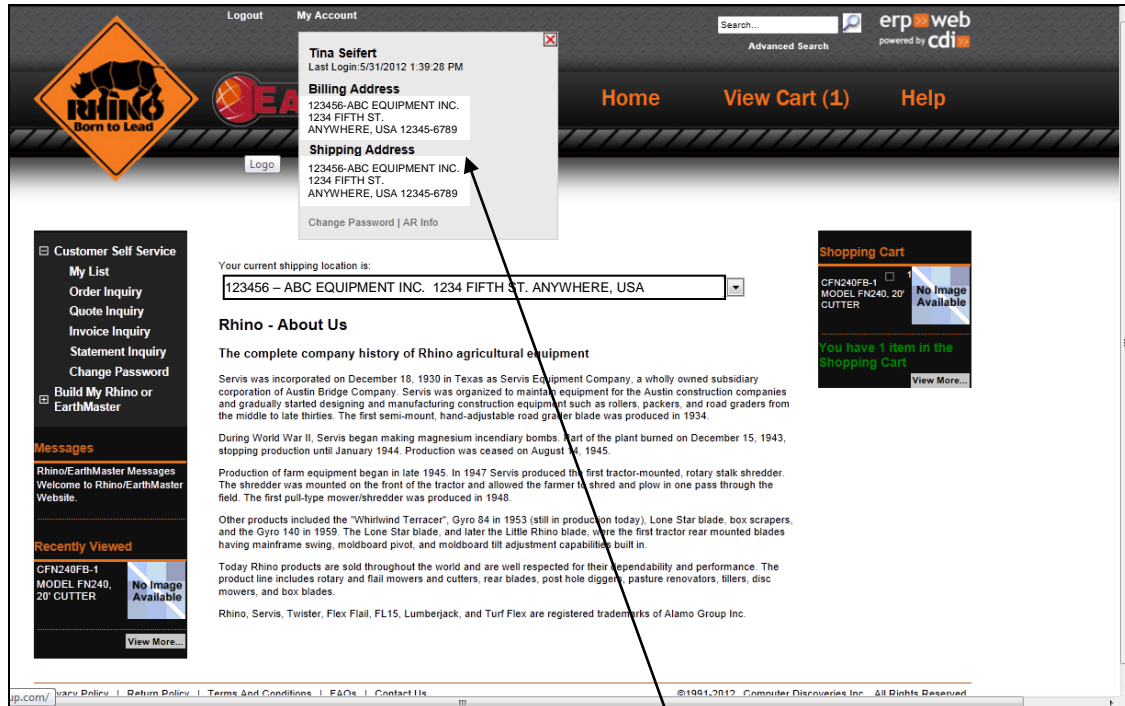 Logout My Account
Search...
Advanced Search
erp web
powered by cdi
Tina Seifert
Last Login:5/31/2012 1:39:28 PM
Billing Address
123456-ABC EQUIPMENT INC.
1234 FIFTH ST.
ANYWHERE, USA 12345-6789
Shipping Address
123456-ABC EQUIPMENT INC.
1234 FIFTH ST.
ANYWHERE, USA 12345-6789
Change Password | AR Info
RHINO
Born to Lead
EA
Home View Cart (1) Help
Logo
Customer Self Service
My List
Order Inquiry
Quote Inquiry
Invoice Inquiry
Statement Inquiry
Change Password
Build My Rhino or
EarthMaster
Messages
Rhino/EarthMaster Messages
Welcome to Rhino/EarthMaster
Website.
Recently Viewed
CFN240FB-1
MODEL FN240,
20' CUTTER
No Image
Available
View More...
Your current shipping location is:
123456 – ABC EQUIPMENT INC. 1234 FIFTH ST. ANYWHERE, USA
Rhino - About Us
The complete company history of Rhino agricultural equipment
Servis was incorporated on December 18, 1930 in Texas as Servis Equipment Company, a wholly owned subsidiary
corporation of Austin Bridge Company. Servis was organized to maintain equipment for the Austin construction companies
and gradually started designing and manufacturing construction equipment such as rollers, packers, and road graders from
the middle to late thirties. The first semi-mount, hand-adjustable road grader blade was produced in 1934.
During World War II, Servis began making magnesium incendiary bombs. Part of the plant burned on December 15, 1943,
stopping production until January 1944. Production was ceased on August 14, 1945.
Production of farm equipment began in late 1945. In 1947 Servis produced the first tractor-mounted, rotary stalk shredder.
The shredder was mounted on the front of the tractor and allowed the farmer to shred and plow in one pass through the
field. The first pull-type mower/shredder was produced in 1948.
Other products included the "Whirlwind Terracer", Gyro 84 in 1953 (still in production today), Lone Star blade, box scrapers,
and the Gyro 140 in 1959. The Lone Star blade, and later the Little Rhino blade, were the first tractor rear mounted blades
having mainframe swing, moldboard pivot, and moldboard tilt adjustment capabilities built in.
Today Rhino products are sold throughout the world and are well respected for their dependability and performance. The
product line includes rotary and flail mowers and cutters, rear blades, post hole diggers, pasture renovators, tillers, disc
mowers, and box blades.
Rhino, Servis, Twister, Flex Flail, FL15, Lumberjack, and Turf Flex are registered trademarks of Alamo Group Inc.
Shopping Cart
CFN240FB-1 1
MODEL FN240, 20'
CUTTER
No Image
Available
You have 1 item in the
Shopping Cart
View More...
up.com/
vacy Policy | Return Policy | Terms And Conditions | FAQs | Contact Us
©1991-2012 Computer Discoveries Inc. All Rights Reserved